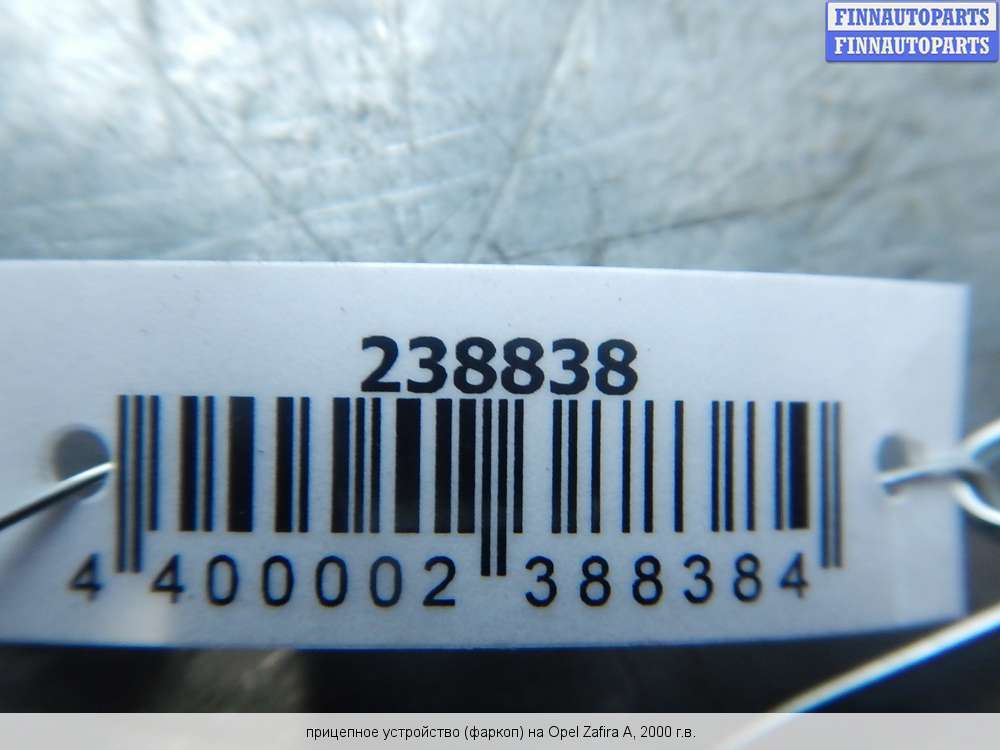 FINNAUTOPARTS
FINNAUTOPARTS
238838
4 400002 388384
прицепное устройство (фаркоп) на Opel Zafira A, 2000 г.в.